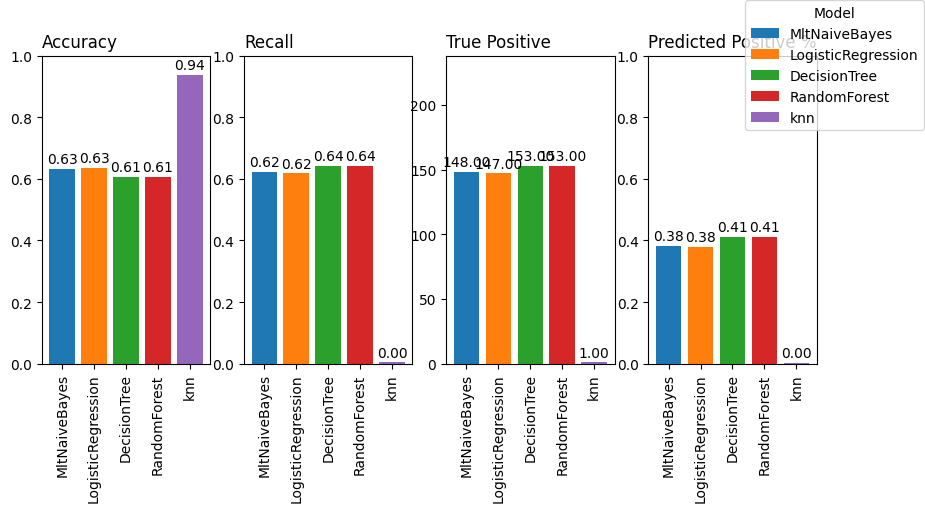 Model
MltNaiveBayes
LogisticRegression
DecisionTree
RandomForest
knn
Accuracy
1.0
0.8
0.6
0.4
0.2
0.0
0.63
0.63
0.61
0.61
0.94
MltNaiveBayes
LogisticRegression
DecisionTree
RandomForest
knn
Recall
1.0
0.8
0.6
0.4
0.2
0.0
0.62
0.62
0.64
0.64
0.00
MltNaiveBayes
LogisticRegression
DecisionTree
RandomForest
knn
True Positive
200
150
100
50
0
148.00
147.00
153.00
153.00
1.00
MltNaiveBayes
LogisticRegression
DecisionTree
RandomForest
knn
Predicted Positive %
1.0
0.8
0.6
0.4
0.2
0.0
0.38
0.38
0.41
0.41
0.00
MltNaiveBayes
LogisticRegression
DecisionTree
RandomForest
knn